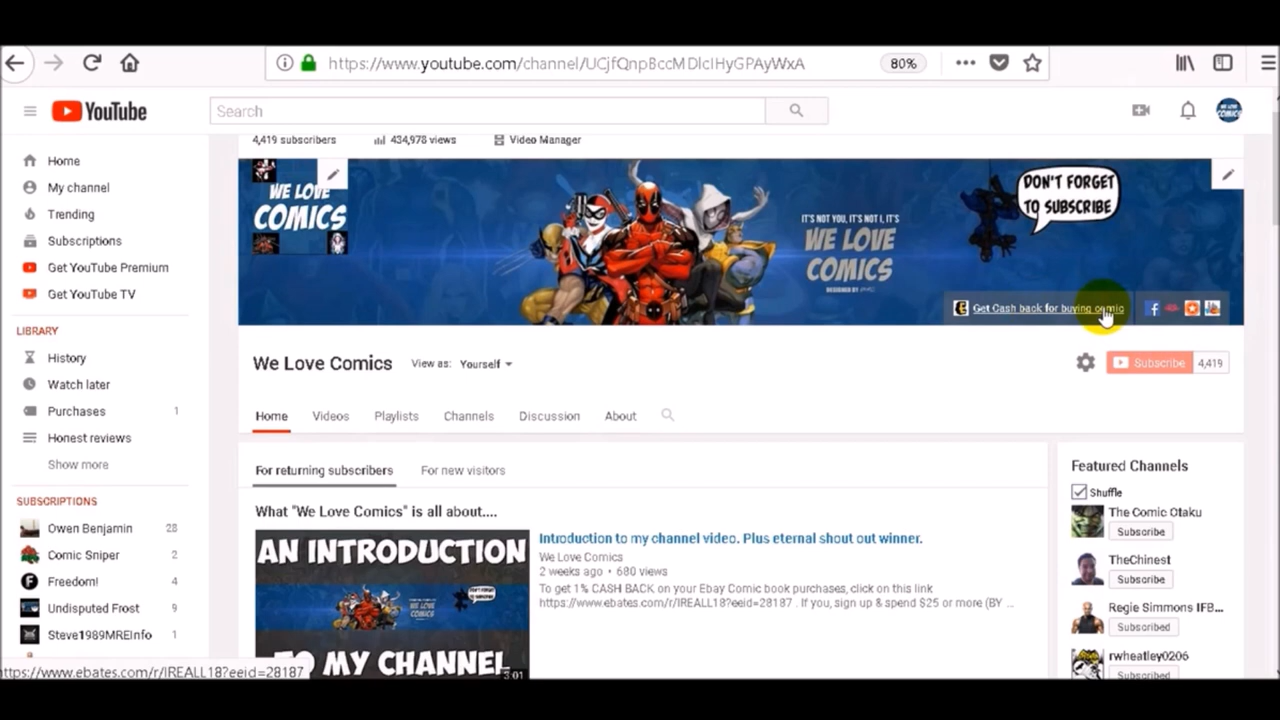 https://www.youtube.com/channel/UCjfQnpBccMDlcIHyGPAyWxA
80%
YouTube
Search
4,419 subscribers
434,978 views
Video Manager
Home
My channel
Trending
Subscriptions
Get YouTube Premium
Get YouTube TV
LIBRARY
History
Watch later
Purchases 1
Honest reviews
Show more
SUBSCRIPTIONS
Owen Benjamin 28
Comic Sniper 2
Freedom! 4
Undisputed Frost 9
Steve1989MREInfo 1
WE LOVE
COMICS
IT'S NOT YOU, IT'S NOT I, IT'S
WE LOVE
COMICS
DESIGNED BY
DON'T FORGET
TO SUBSCRIBE
Get Cash back for buying comic
We Love Comics
View as: Yourself
Subscribe 4,419
Home Videos Playlists Channels Discussion About
For returning subscribers
For new visitors
What "We Love Comics" is all about....
AN INTRODUCTION
TO MY CHANNEL
3:01
Introduction to my channel video. Plus eternal shout out winner.
We Love Comics
2 weeks ago • 680 views
To get 1% CASH BACK on your Ebay Comic book purchases, click on this link
https://www.ebates.com/r/IREALL18?eeid=28187 . If you, sign up & spend $25 or more (BY ...
Featured Channels
Shuffle
The Comic Otaku
Subscribe
TheChinest
Subscribe
Regie Simmons IFB...
Subscribed
rwheatley0206
Subscribed
https://www.ebates.com/r/IREALL18?eeid=28187